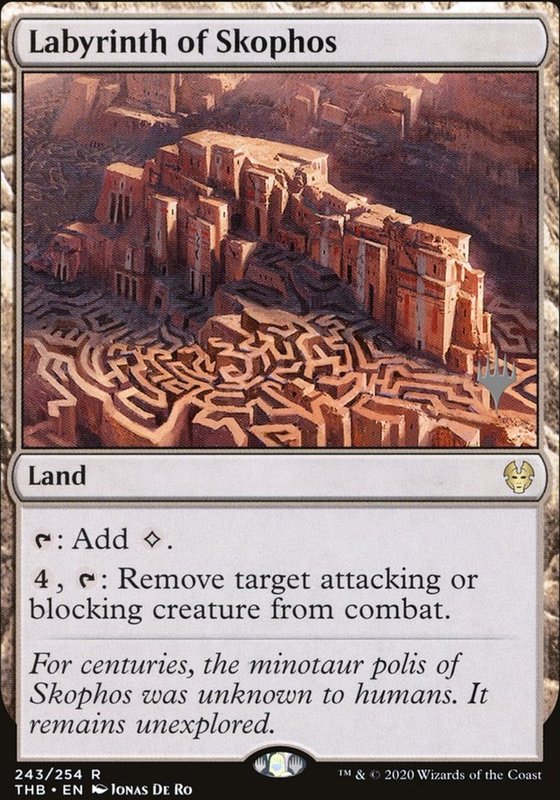 Labyrinth of Skophos
Land
: Add .
4, : Remove target attacking or
blocking creature from combat.
For centuries, the minotaur polis of
Skophos was unknown to humans. It
remains unexplored.
243/254 R
THB • EN Jonas De Ro
™ & © 2020 Wizards of the Coast